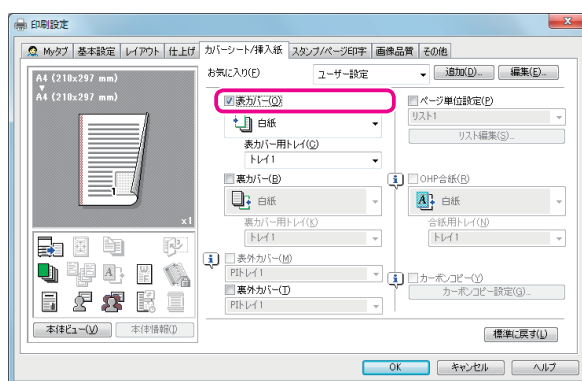 印刷設定
x
Myタブ 基本設定 レイアウト 仕上げ カバーシート/挿入紙 スタンプ/ページ印字 画像品質 その他
A4 (210x297 mm)
A4 (210x297 mm)
1
x1
本体ビュー(V) 本体情報(I)
お気に入り(F) ユーザー設定 追加(D)... 編集(E)...
表カバー(O)
白紙
表カバー用トレイ(C)
トレイ1
裏カバー(B)
白紙
裏カバー用トレイ(K)
トレイ1
表外カバー(M)
PIトレイ1
裏外カバー(T)
PIトレイ1
ページ単位設定(P)
リスト1
リスト編集(S)...
OHP合紙(R)
白紙
合紙用トレイ(N)
トレイ1
カーボンコピー(Y)
カーボンコピー設定(G)...
標準に戻す(L)
OK キャンセル ヘルプ